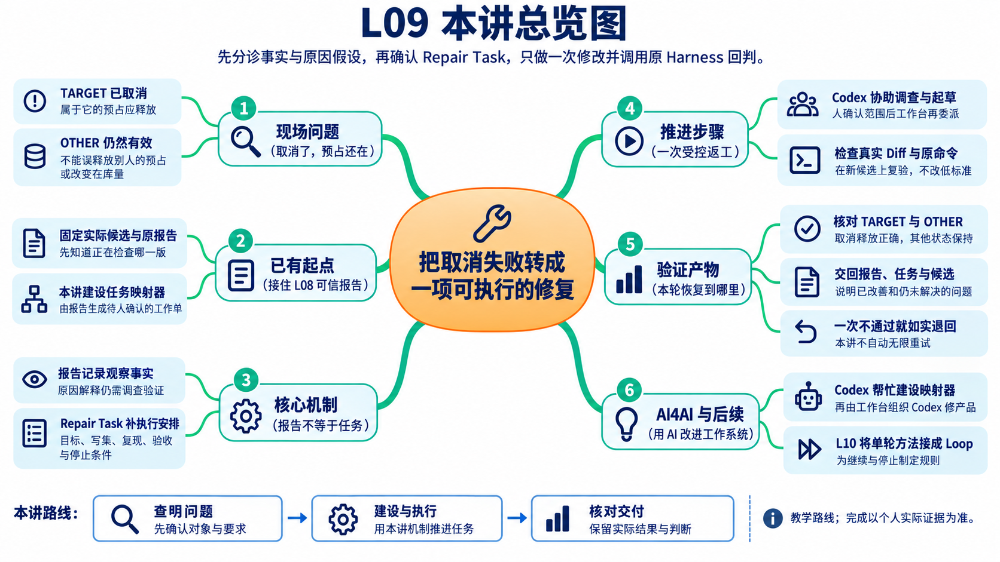 L09 本讲总览图
先分诊事实与原因假设，再确认 Repair Task，只做一次修改并调用原 Harness 回判。
TARGET 已取消
属于它的预占应释放
OTHER 仍然有效
不能误释放别人的预占
或改变在库量
1
现场问题
（取消了，预占还在）
固定实际候选与原报告
先知道正在检查哪一版
本讲建设任务映射器
由报告生成待人确认的工作单
2
已有起点
（接住 L08 可信报告）
报告记录观察事实
原因解释仍需调查验证
Repair Task 补执行安排
目标、写集、复现、验收
与停止条件
3
核心机制
（报告不等于任务）
把取消失败转成
一项可执行的修复
4
推进步骤
（一次受控返工）
Codex 协助调查与起草
人确认范围后工作台再委派
检查真实 Diff 与原命令
在新候选上复验，不改低标准
5
验证产物
（本轮恢复到哪里）
核对 TARGET 与 OTHER
取消释放正确，其他状态保持
交回报告、任务与候选
说明已改善和仍未解决的问题
一次不通过就如实退回
本讲不自动无限重试
6
AI4AI 与后续
（用 AI 改进工作系统）
Codex 帮忙建设映射器
再由工作台组织 Codex 修产品
L10 将单轮方法接成 Loop
为继续与停止制定规则
本讲路线：
查明问题
先确认对象与要求
建设与执行
用本讲机制推进任务
核对交付
保留实际结果与判断
教学路线；完成以个人实际证据为准。